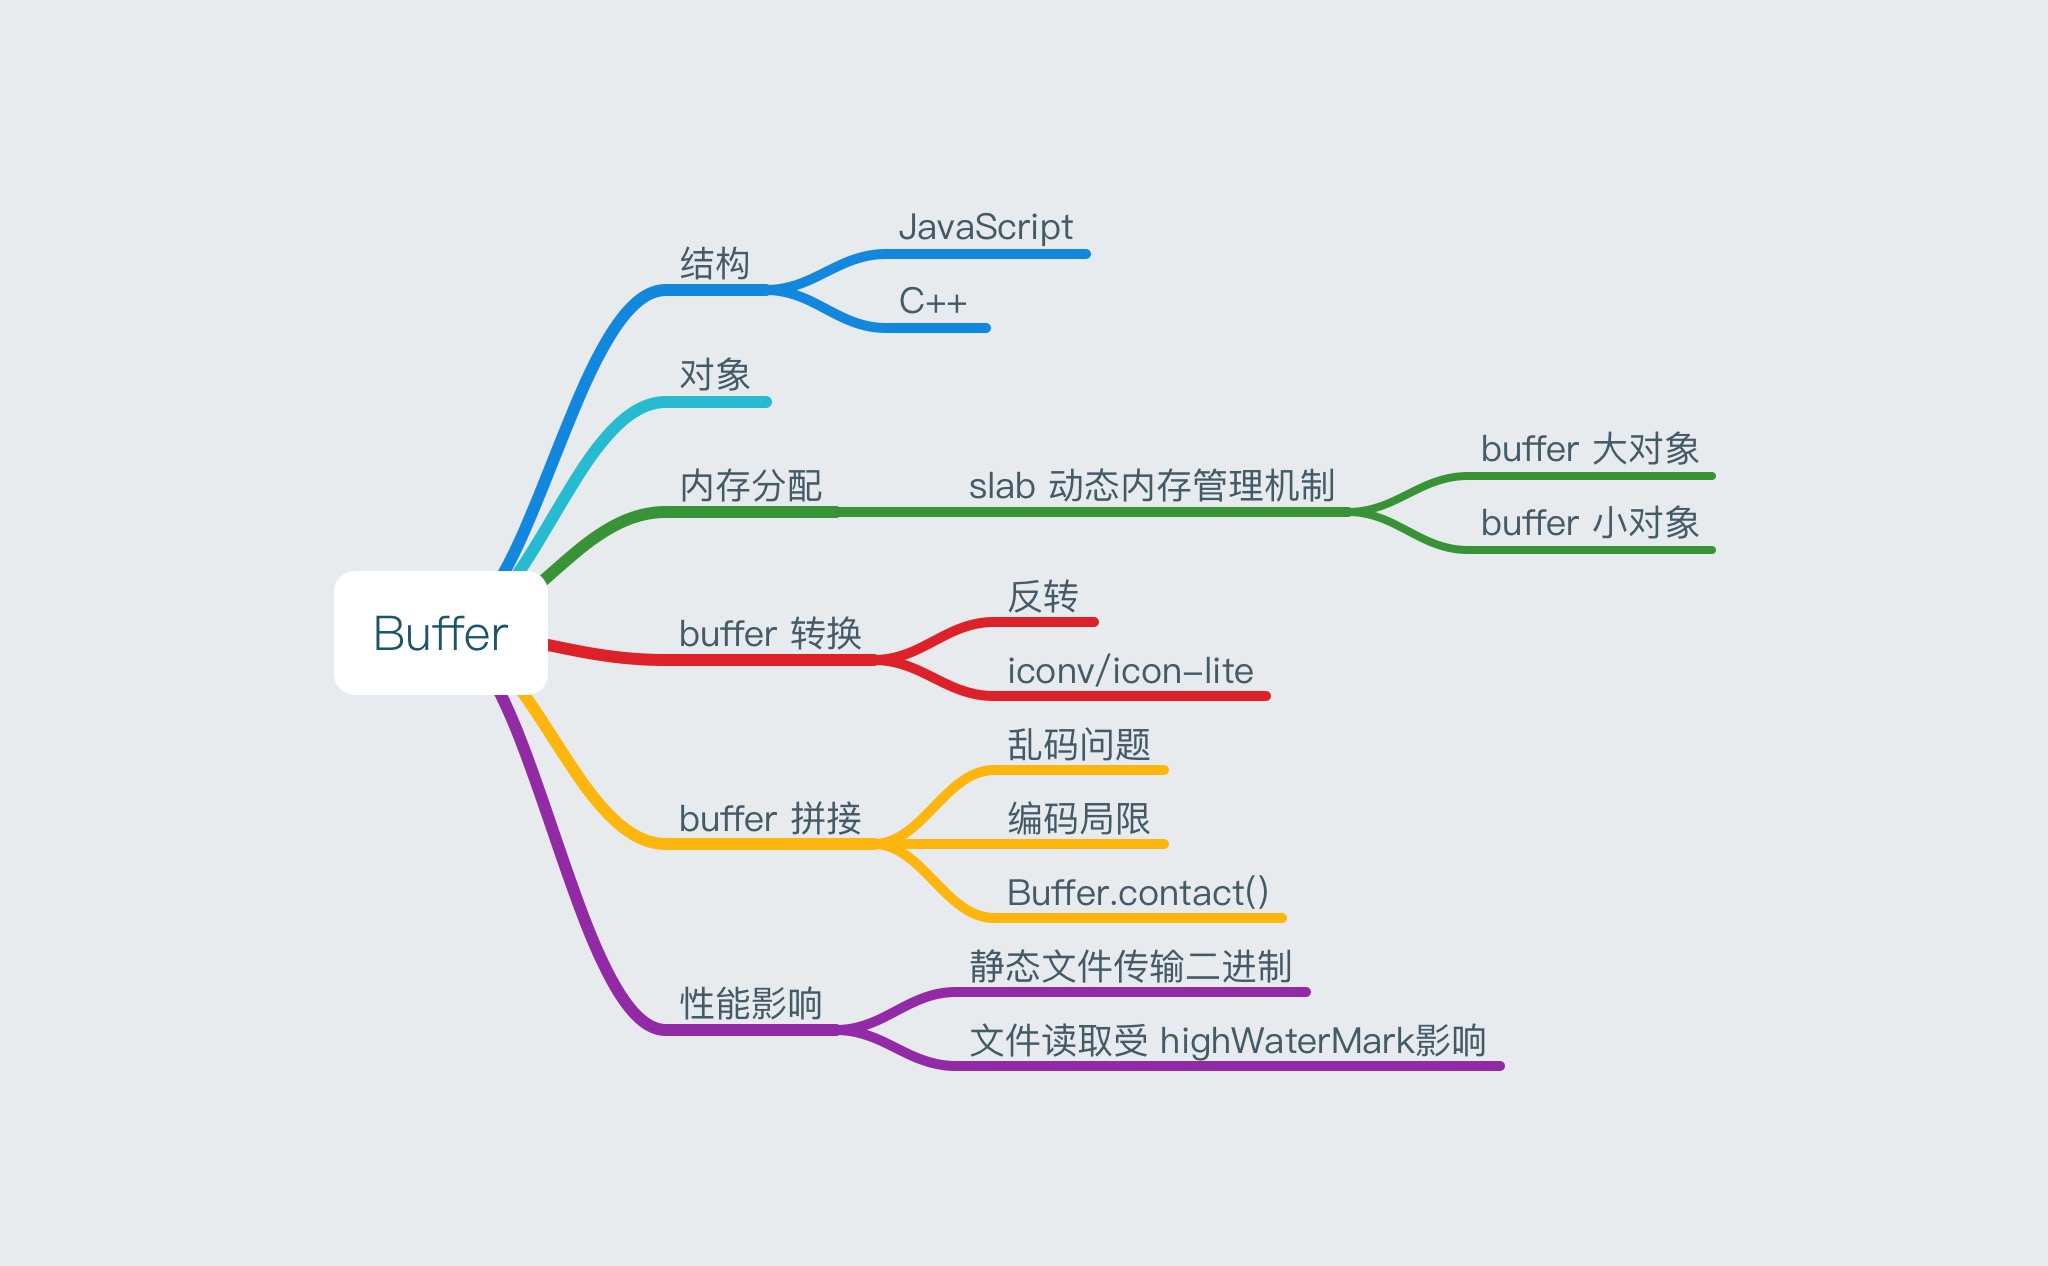 Buffer
结构
JavaScript
C++
对象
内存分配
slab 动态内存管理机制
buffer 大对象
buffer 小对象
buffer 转换
反转
iconv/icon-lite
buffer 拼接
乱码问题
编码局限
Buffer.contact()
性能影响
静态文件传输二进制
文件读取受 highWaterMark影响